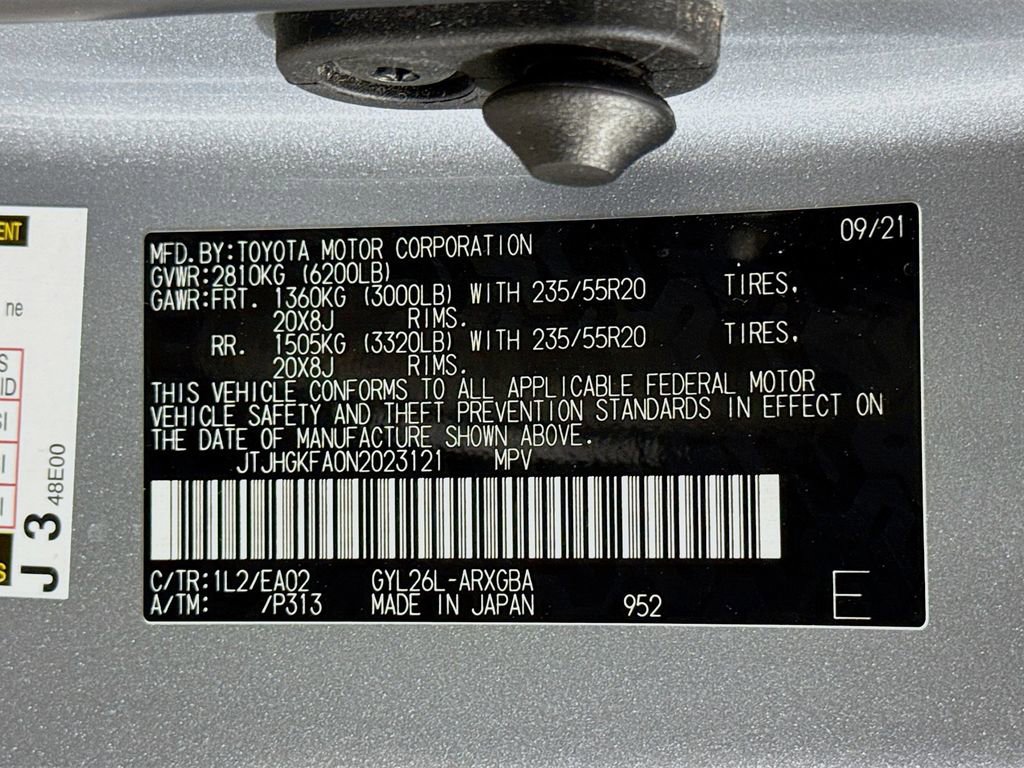 MFD.BY:TOYOTA MOTOR CORPORATION 09/21
GVWR:2810KG (6200LB)
GAWR:FRT. 1360KG (3000LB) WITH 235/55R20 TIRES.
20X8J RIMS.
RR. 1505KG (3320LB) WITH 235/55R20 TIRES.
20X8J RIMS.
THIS VEHICLE CONFORMS TO ALL APPLICABLE FEDERAL MOTOR
VEHICLE SAFETY AND THEFT PREVENTION STANDARDS IN EFFECT ON
THE DATE OF MANUFACTURE SHOWN ABOVE.
JTJHGKFA0N2023121 MPV
C/TR:1L2/EA02 GYL26L-ARXGBA
A/TM: /P313 MADE IN JAPAN 952 E
ENT
ne
S
ID
SI
SI
I
S
J 3 48E00